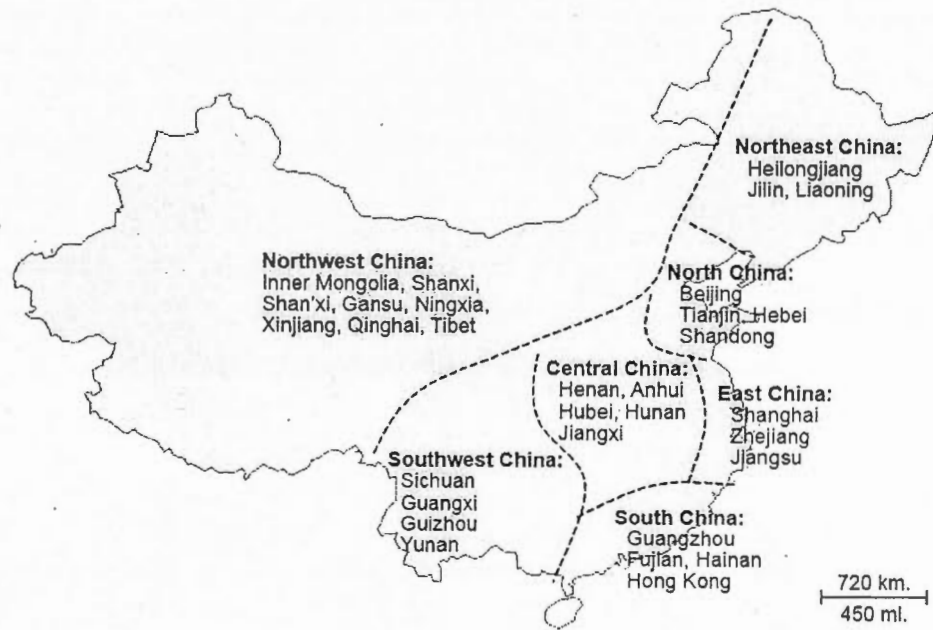 Northeast China:
Heilongjiang
Jilin, Liaoning
Northwest China:
Inner Mongolia, Shanxi,
Shan'xi, Gansu, Ningxia,
Xinjiang, Qinghai, Tibet
North China:
Beijing
Tianjin, Hebei
Shandong
Central China:
Henan, Anhui
Hubei, Hunan
Jiangxi
East China:
Shanghai
Zhejiang
Jjangsu
Southwest China:
Sichuan
Guangxi
Guizhou
Yunan
South China:
Guangzhou
Fujian, Hainan
Hong Kong
720 km.
450 ml.